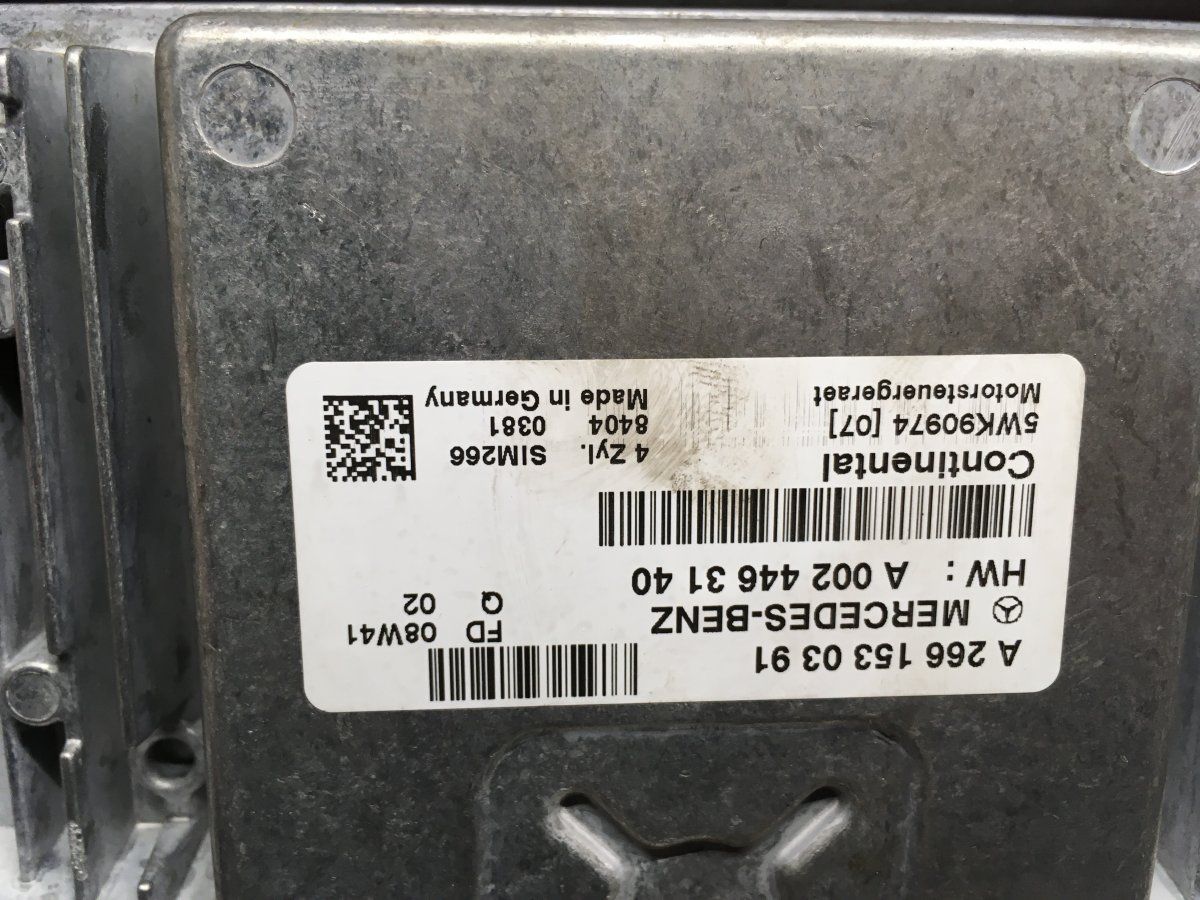 A 266 153 03 91
MERCEDES-BENZ
FD 08W41
Q 02
HW : A 002 446 31 40
Continental
5WK90974 [07]
Motorsteuergeraet
4 Zyl. SIM266
8404 0381
Made in Germany